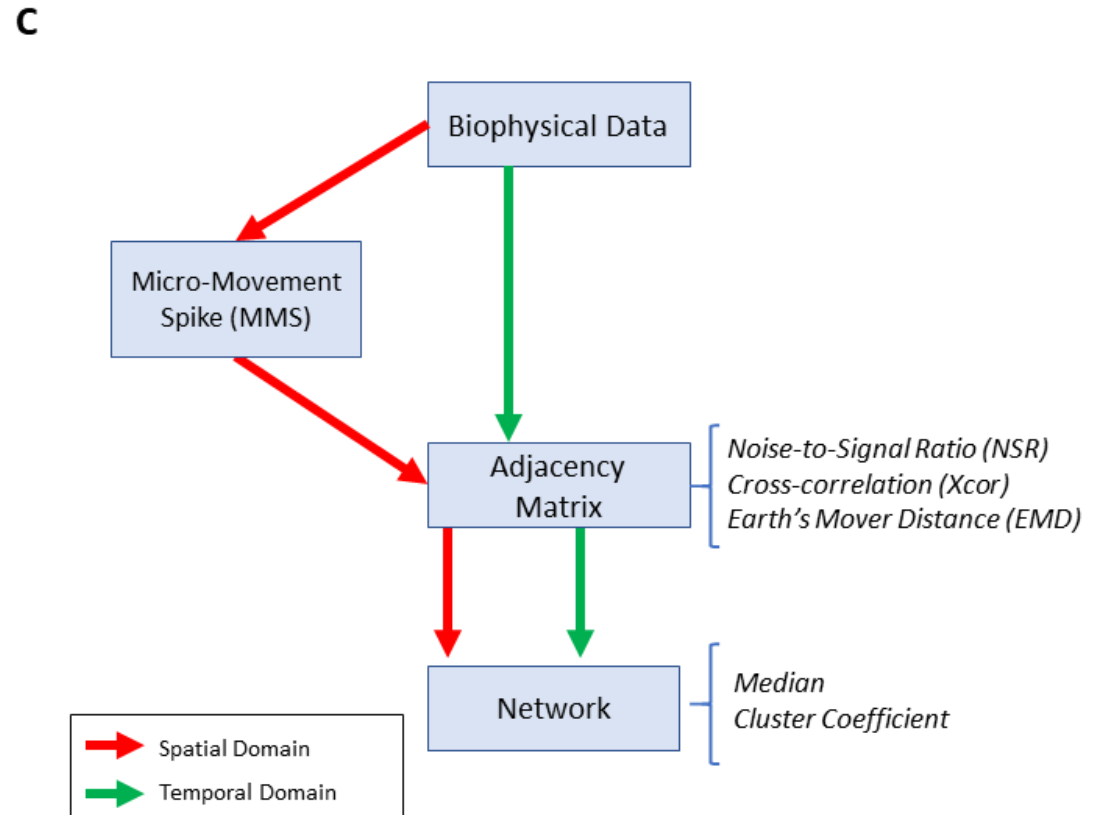 C
Biophysical Data
Micro-Movement
Spike (MMS)
Adjacency
Matrix
Noise-to-Signal Ratio (NSR)
Cross-correlation (Xcor)
Earth's Mover Distance (EMD)
Network
Median
Cluster Coefficient
Spatial Domain
Temporal Domain